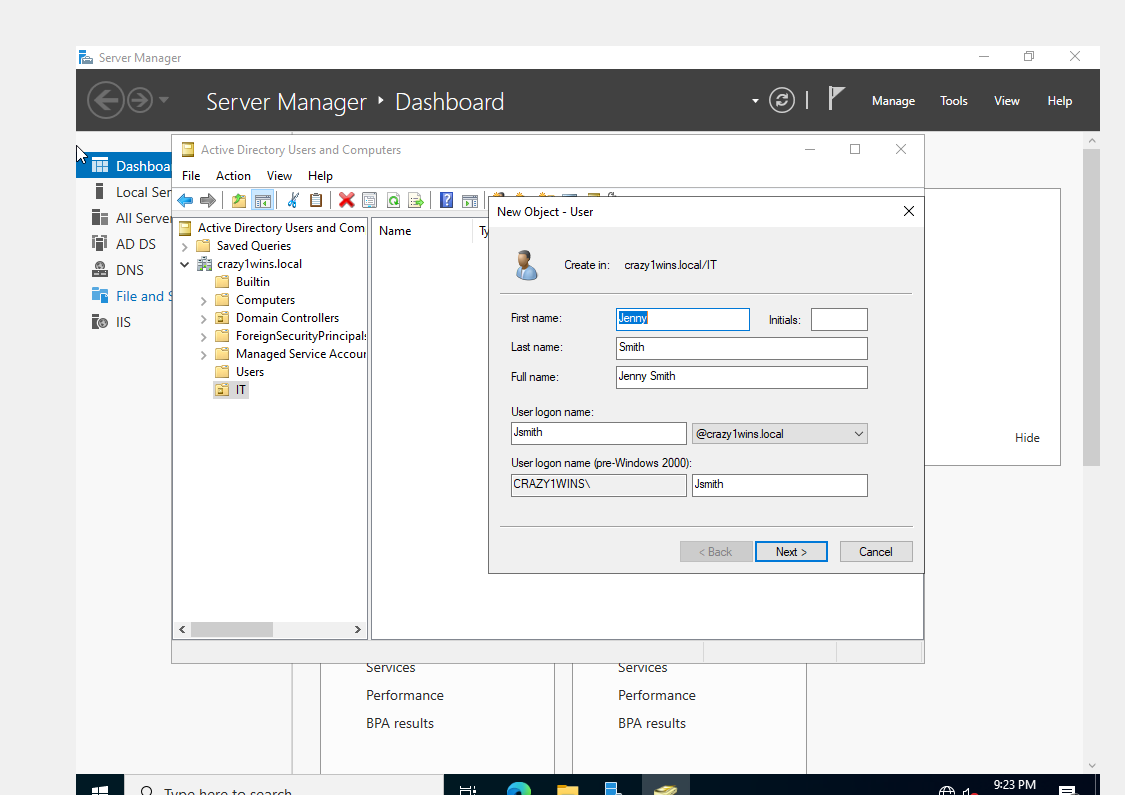 Server Manager
Server Manager Dashboard
Manage Tools View Help
Dashboa
Local Ser
All Server
AD DS
DNS
File and S
IIS
Active Directory Users and Computers
File Action View Help
Active Directory Users and Com
Saved Queries
crazy1wins.local
Builtin
Computers
Domain Controllers
ForeignSecurityPrincipals
Managed Service Accour
Users
IT
Name Ty
New Object - User
Create in: crazy1wins.local/IT
First name: Jenny Initials:
Last name: Smith
Full name: Jenny Smith
User logon name:
Jsmith @crazy1wins.local
User logon name (pre-Windows 2000):
CRAZY1WINS\ Jsmith
< Back Next > Cancel
Hide
Services Services
Performance Performance
BPA results BPA results
Type here to search
9:23 PM